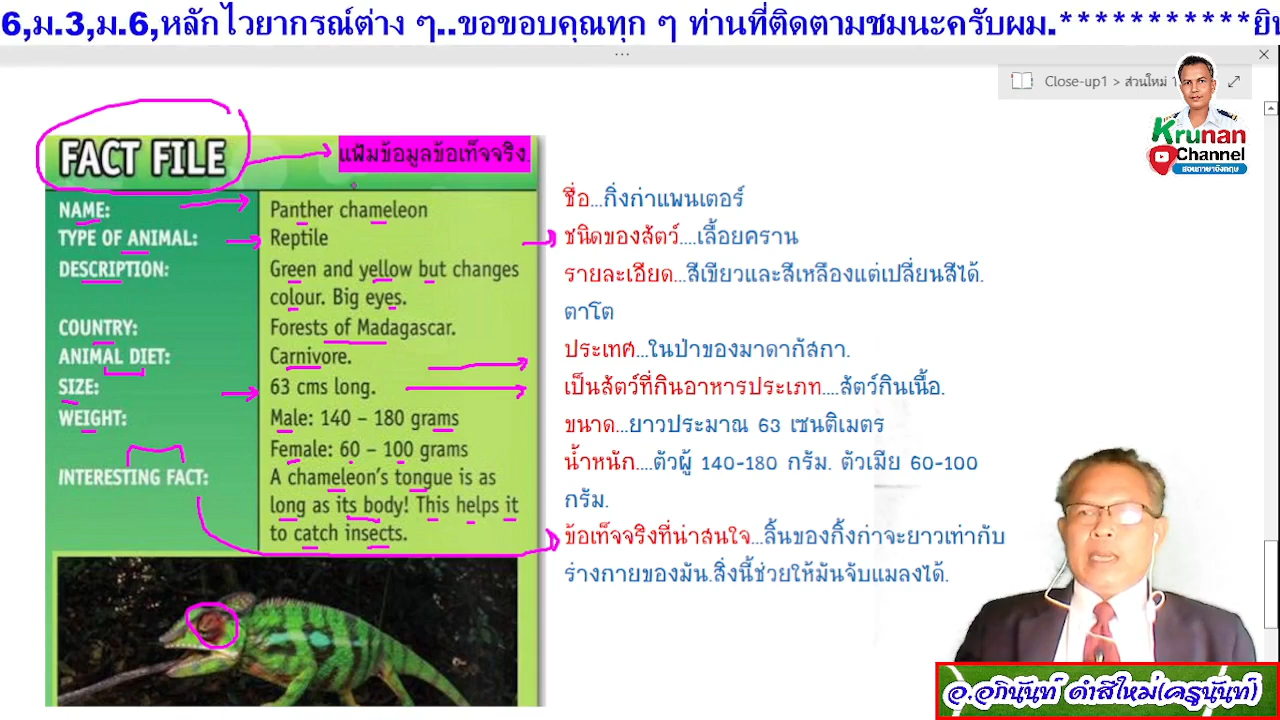 6,ม.3,ม.6,หลักไวยากรณ์ต่าง ๆ..ขอขอบคุณทุก ๆ ท่านที่ติดตามชมนะครับผม.***********ยิน
Close-up1 > ส่วนใหม่ 1
Krunan
Channel
สอนภาษาอังกฤษ
FACT FILE
แฟ้มข้อมูลข้อเท็จจริง.
NAME: Panther chameleon
TYPE OF ANIMAL: Reptile
DESCRIPTION: Green and yellow but changes
colour. Big eyes.
COUNTRY: Forests of Madagascar.
ANIMAL DIET: Carnivore.
SIZE: 63 cms long.
WEIGHT: Male: 140 – 180 grams
Female: 60 – 100 grams
INTERESTING FACT: A chameleon's tongue is as
long as its body! This helps it
to catch insects.
ชื่อ...กิ่งก่าแพนเตอร์
ชนิดของสัตว์....เลื้อยคราน
รายละเอียด...สีเขียวและสีเหลืองแต่เปลี่ยนสีได้.
ตาโต
ประเทศ...ในป่าของมาดากัสกา.
เป็นสัตว์ที่กินอาหารประเภท....สัตว์กินเนื้อ.
ขนาด...ยาวประมาณ 63 เซนติเมตร
น้ำหนัก....ตัวผู้ 140-180 กรัม. ตัวเมีย 60-100
กรัม.
ข้อเท็จจริงที่น่าสนใจ...ลิ้นของกิ้งก่าจะยาวเท่ากับ
ร่างกายของมัน.สิ่งนี้ช่วยให้มันจับแมลงได้.
อ.อภินันท์ ดำสีใหม่(ครูนันท์)